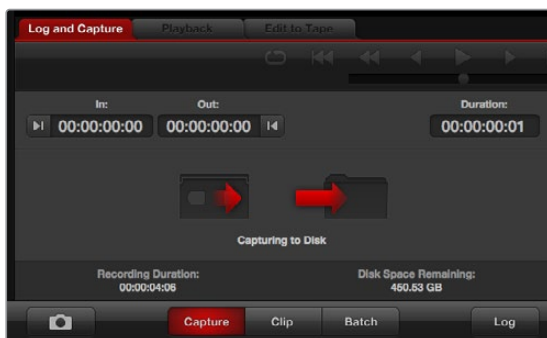 Log and Capture Playback Edit to Tape
In: Out: Duration:
00:00:00:00 00:00:00:00 00:00:00:01
Capturing to Disk
Recording Duration: Disk Space Remaining:
00:00:04:06 450.53 GB
Capture Clip Batch Log